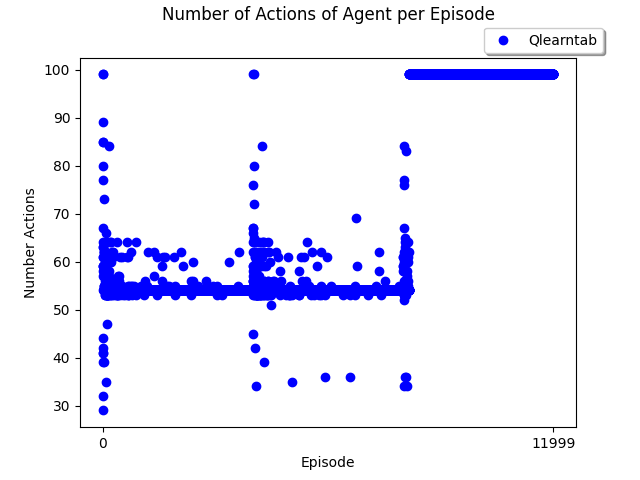 Number of Actions of Agent per Episode
Qlearntab
100
90
80
70
60
50
40
30
Number Actions
0
11999
Episode